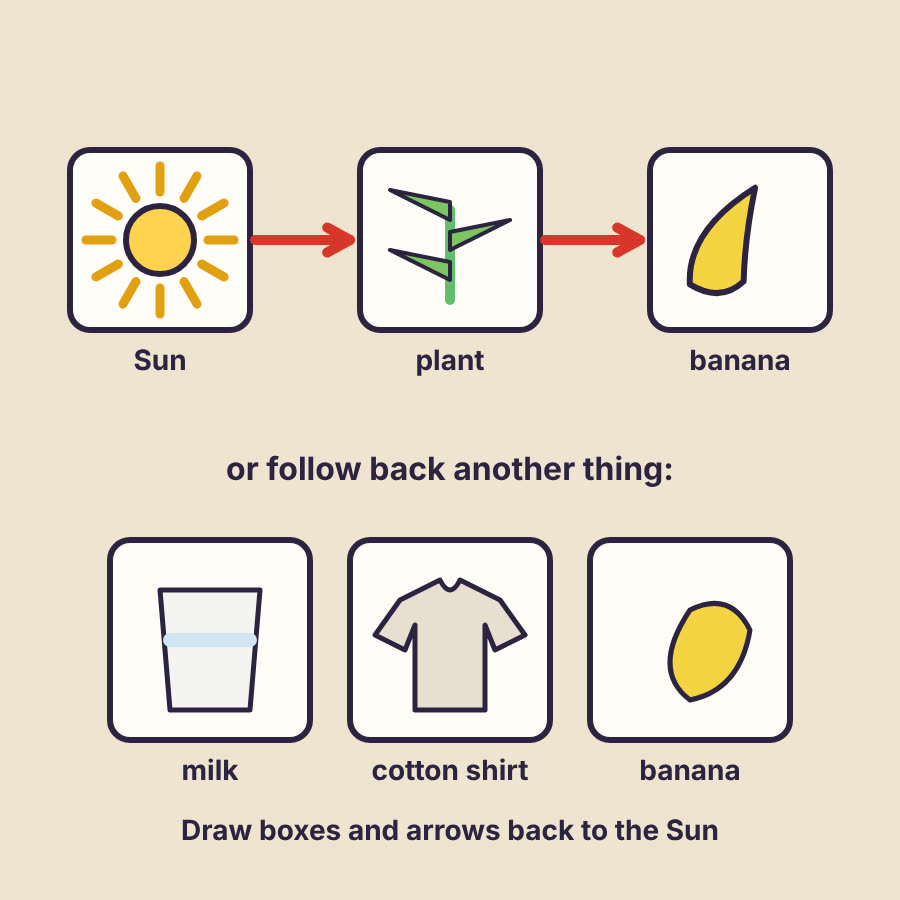 Sun
plant
banana
or follow back another thing:
milk
cotton shirt
banana
Draw boxes and arrows back to the Sun